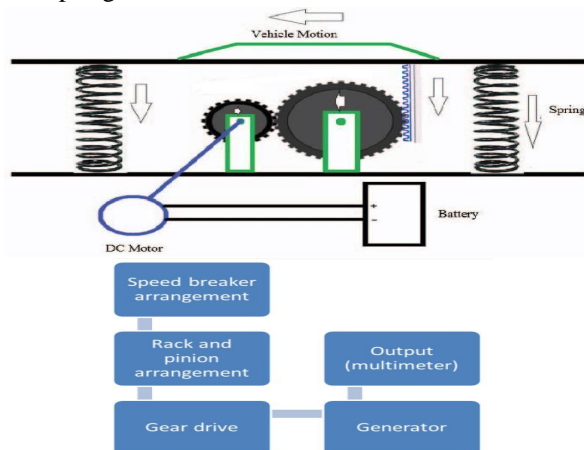 Vehicle Motion
Spring
+
−
Battery
DC Motor
Speed breaker
arrangement
Rack and
pinion
arrangement
Output
(multimeter)
Gear drive
Generator